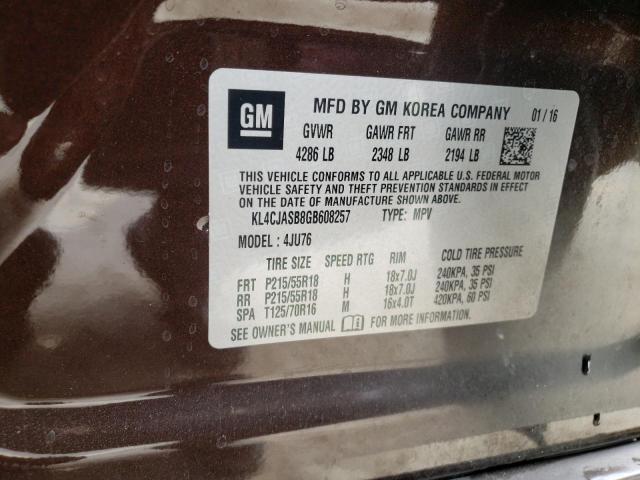 GM MFD BY GM KOREA COMPANY 01/16
GVWR GAWR FRT GAWR RR
4286 LB 2348 LB 2194 LB
THIS VEHICLE CONFORMS TO ALL APPLICABLE U.S. FEDERAL MOTOR
VEHICLE SAFETY AND THEFT PREVENTION STANDARDS IN EFFECT
ON THE DATE OF MANUFACTURE SHOWN ABOVE.
KL4CJASB8GB608257 TYPE: MPV
MODEL: 4JU76
TIRE SIZE SPEED RTG RIM COLD TIRE PRESSURE
FRT P215/55R18 H 18x7.0J 240KPA, 35 PSI
RR P215/55R18 H 18x7.0J 240KPA, 35 PSI
SPA T125/70R16 M 16x4.0T 420KPA, 60 PSI
SEE OWNER'S MANUAL FOR MORE INFORMATION.